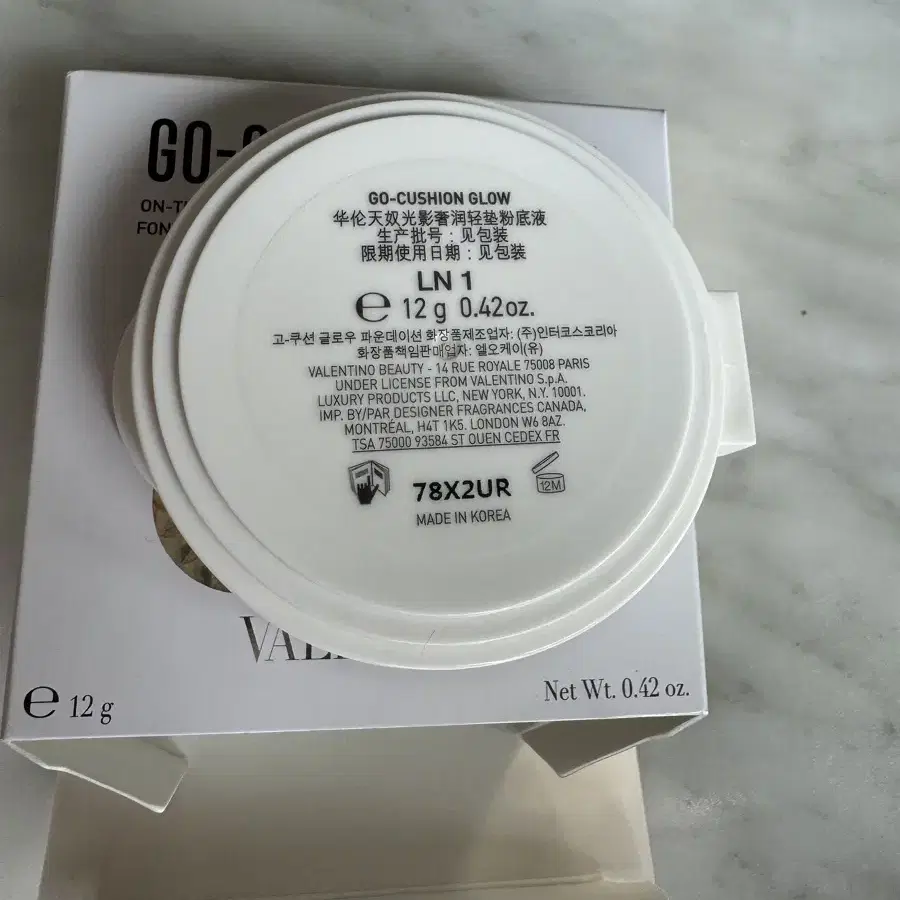 GO-
ON-T
FON
GO-CUSHION GLOW
华伦天奴光影奢润轻垫粉底液
生产批号：见包装
限期使用日期：见包装
LN 1
℮ 12 g 0.42oz.
고-쿠션 글로우 파운데이션 화장품제조업자: (주)인터코스코리아
화장품책임판매업자: 엘오케이(유)
VALENTINO BEAUTY - 14 RUE ROYALE 75008 PARIS
UNDER LICENSE FROM VALENTINO S.p.A.
LUXURY PRODUCTS LLC, NEW YORK, N.Y. 10001.
IMP. BY/PAR DESIGNER FRAGRANCES CANADA,
MONTRÉAL, H4T 1K5. LONDON W6 8AZ.
TSA 75000 93584 ST OUEN CEDEX FR
78X2UR
12M
MADE IN KOREA
VAL
℮ 12 g
Net Wt. 0.42 oz.